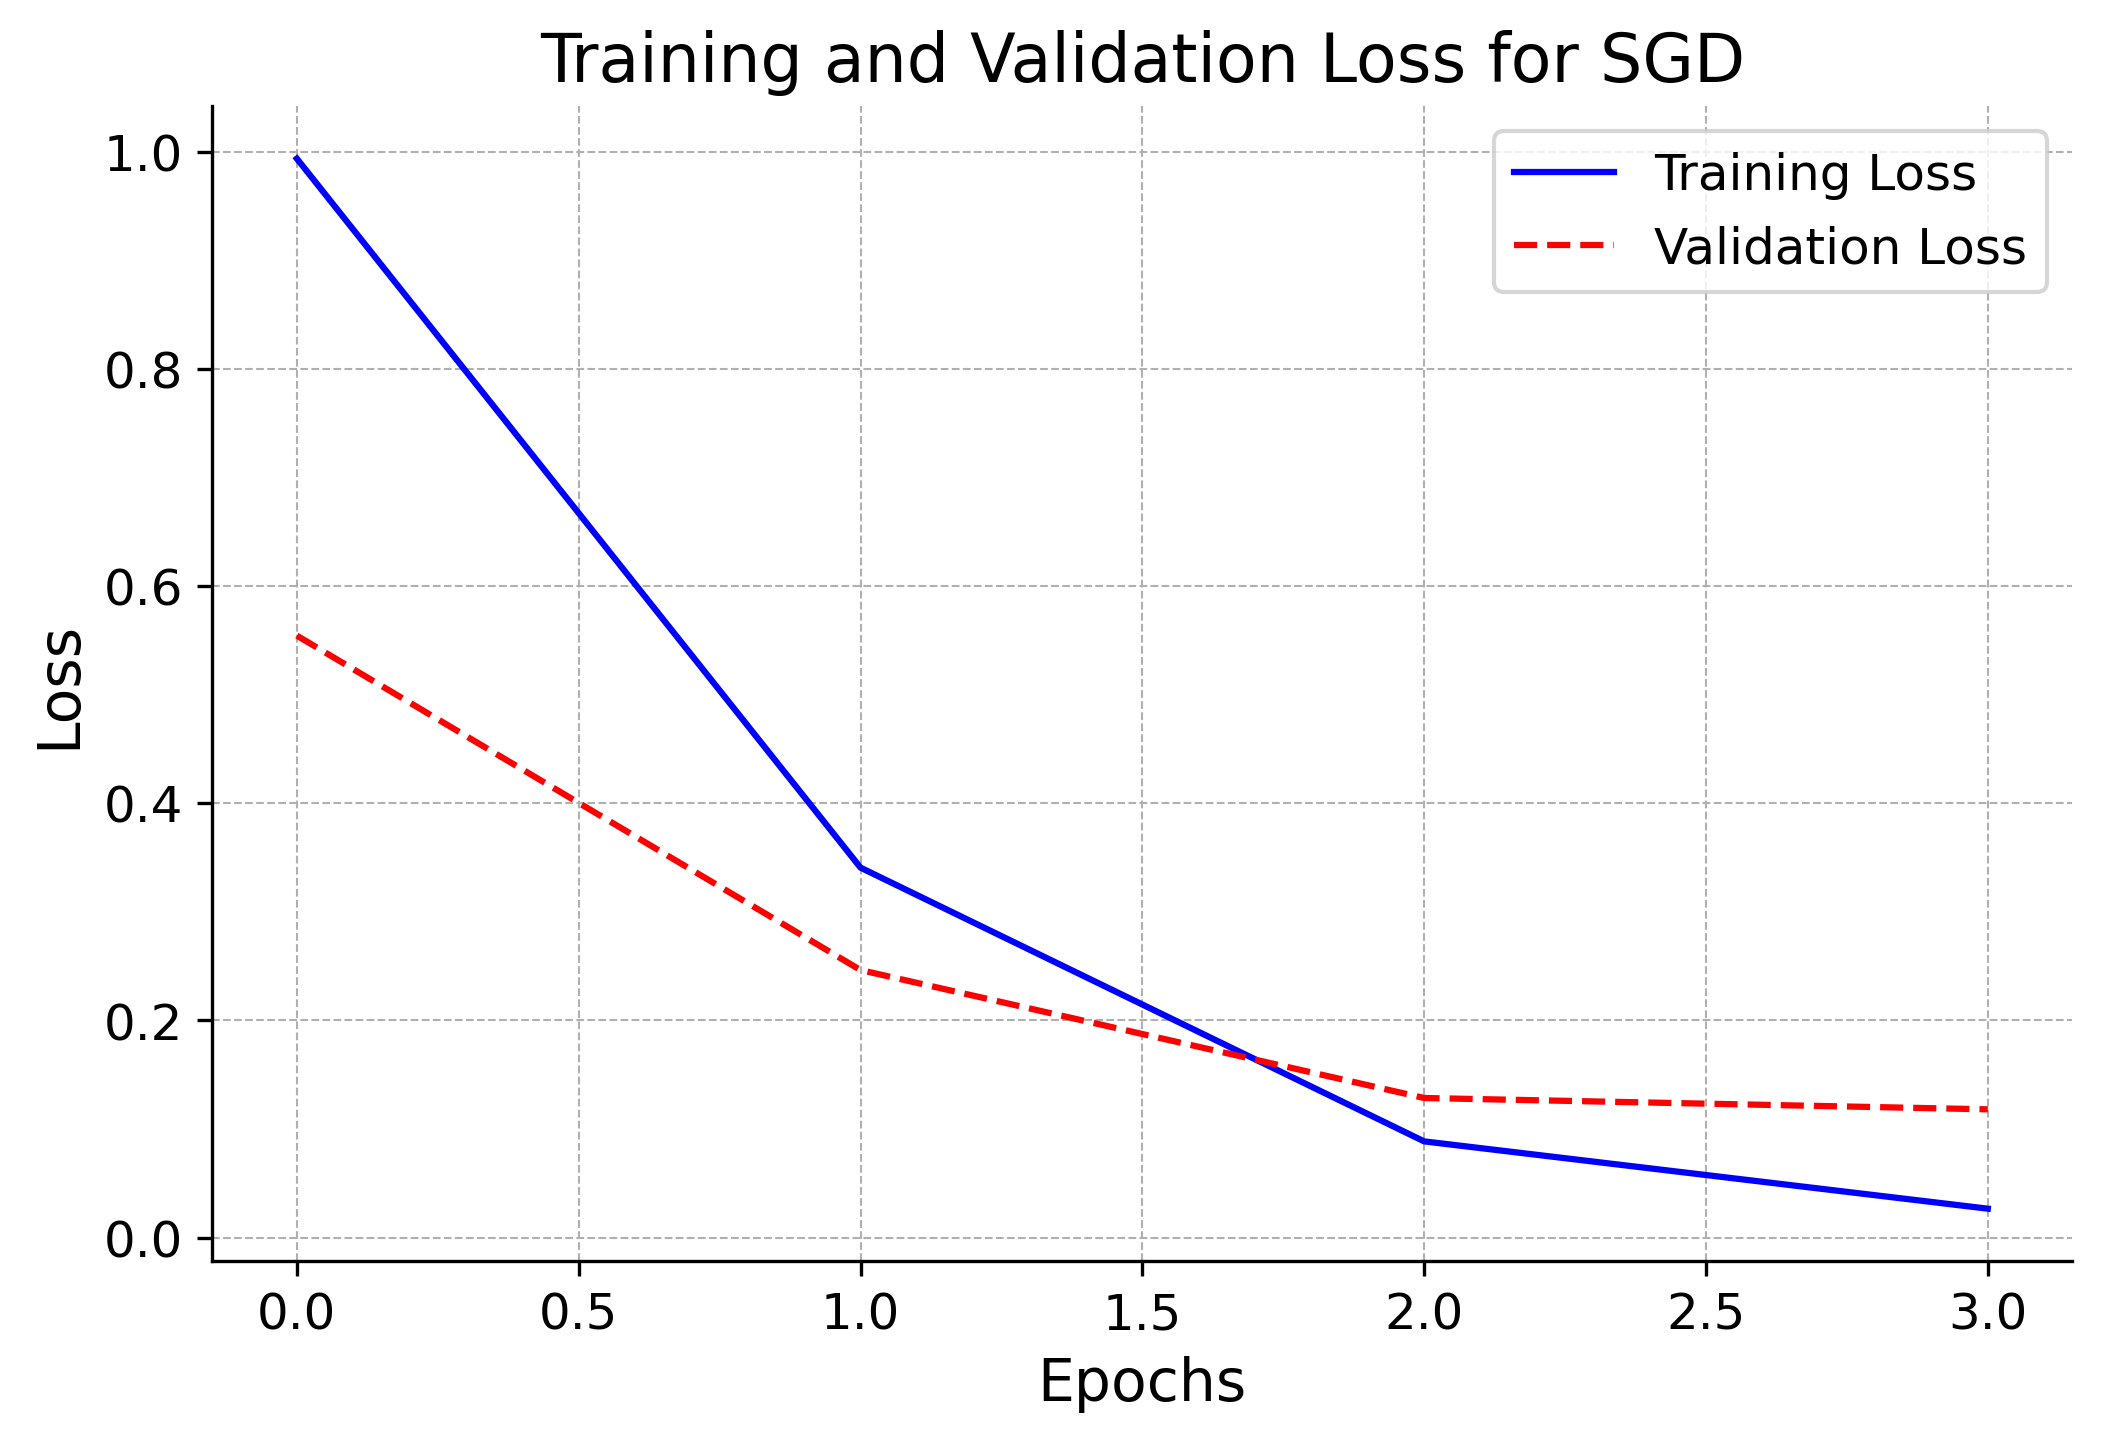 Training and Validation Loss for SGD
Training Loss
Validation Loss
Loss
1.0
0.8
0.6
0.4
0.2
0.0
0.0 0.5 1.0 1.5 2.0 2.5 3.0
Epochs